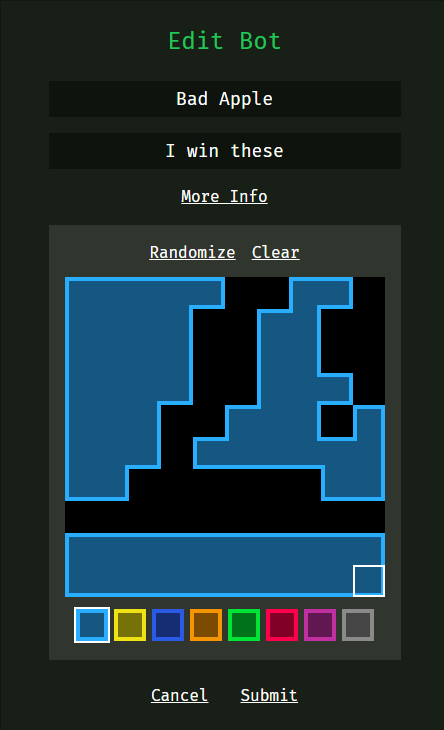 Edit Bot
Bad Apple
I win these
More Info
Randomize Clear
Cancel Submit